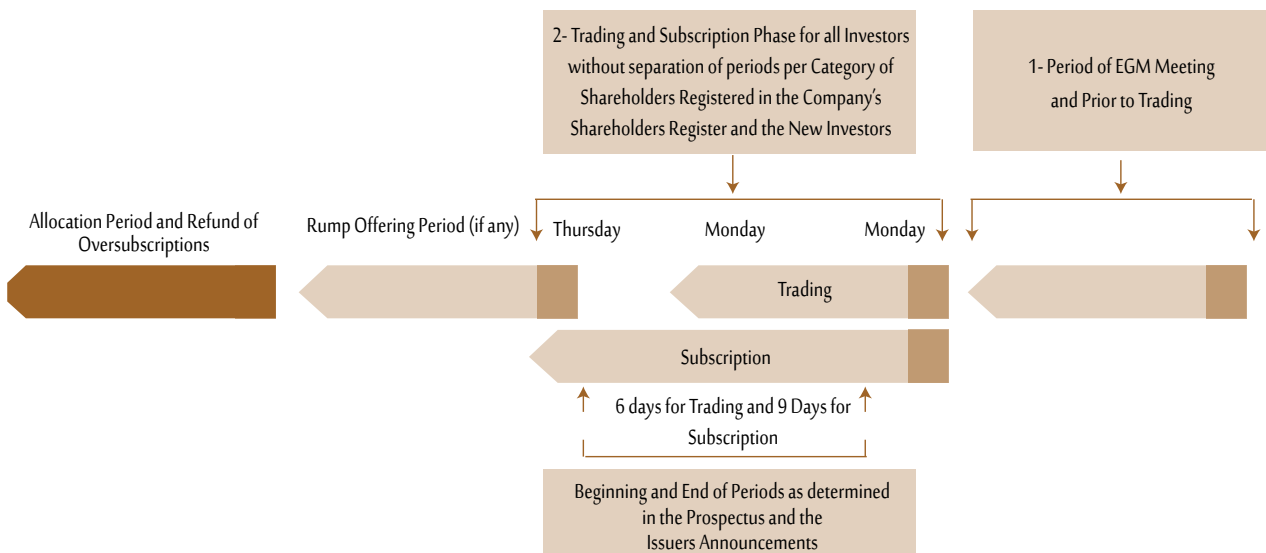 2- Trading and Subscription Phase for all Investors
without separation of periods per Category of
Shareholders Registered in the Company's
Shareholders Register and the New Investors
1- Period of EGM Meeting
and Prior to Trading
Allocation Period and Refund of
Oversubscriptions
Rump Offering Period (if any)
Thursday
Monday
Monday
Trading
Subscription
6 days for Trading and 9 Days for
Subscription
Beginning and End of Periods as determined
in the Prospectus and the
Issuers Announcements